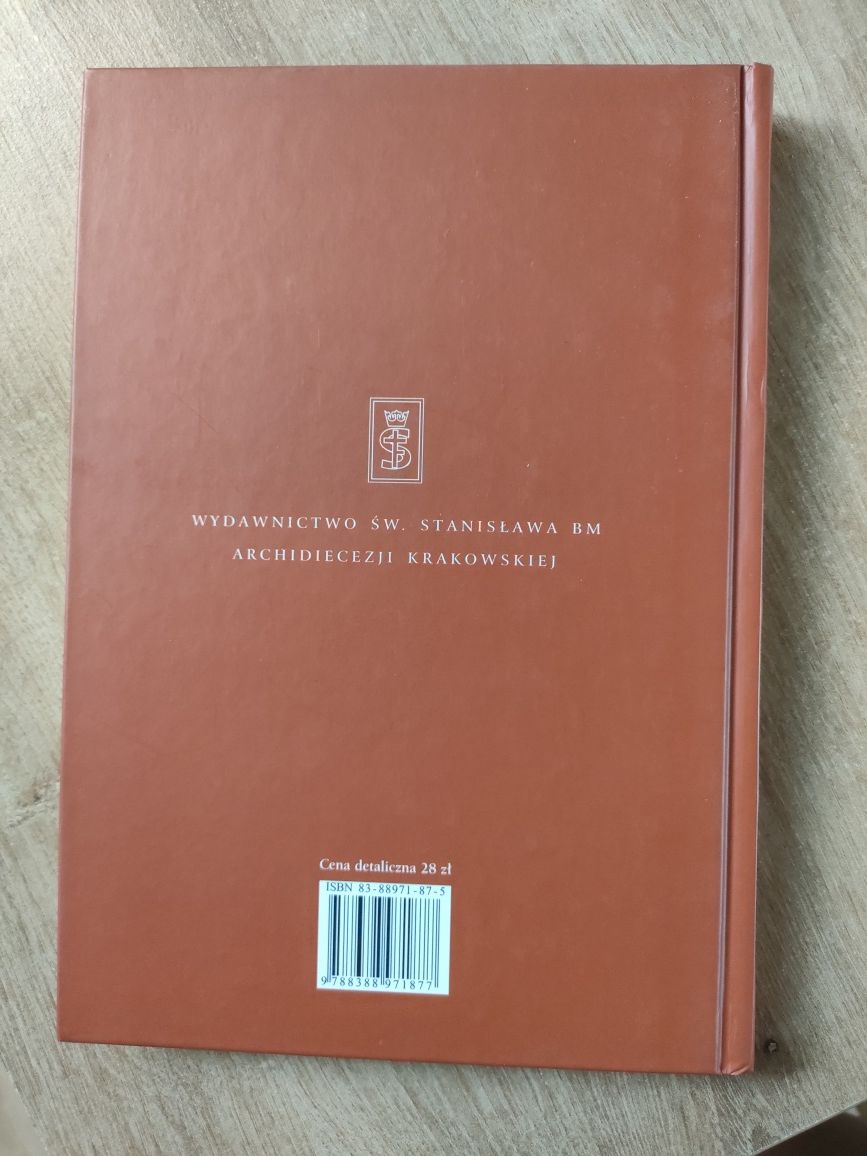 WYDAWNICTWO ŚW. STANISŁAWA BM
ARCHIDIECEZJI KRAKOWSKIEJ
Cena detaliczna 28 zł
ISBN 83-88971-87-5
9 788388 971877